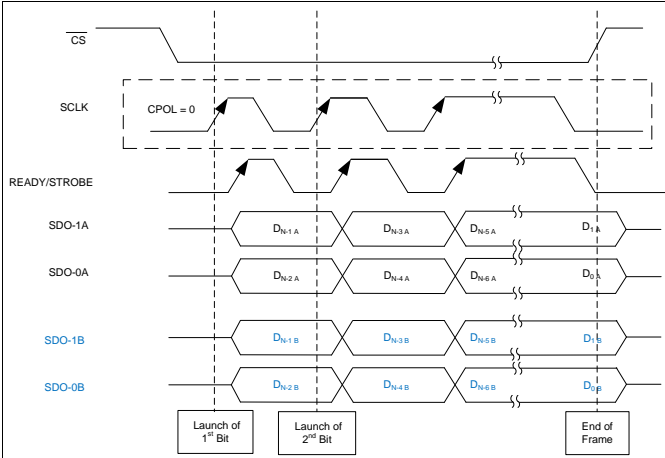 CS
SCLK
CPOL = 0
READY/STROBE
SDO-1A
DN-1 A
DN-3 A
DN-5 A
D1 A
SDO-0A
DN-2 A
DN-4 A
DN-6 A
D0 A
SDO-1B
DN-1 B
DN-3 B
DN-5 B
D1 B
SDO-0B
DN-2 B
DN-4 B
DN-6 B
D0 B
Launch of
1st Bit
Launch of
2nd Bit
End of
Frame